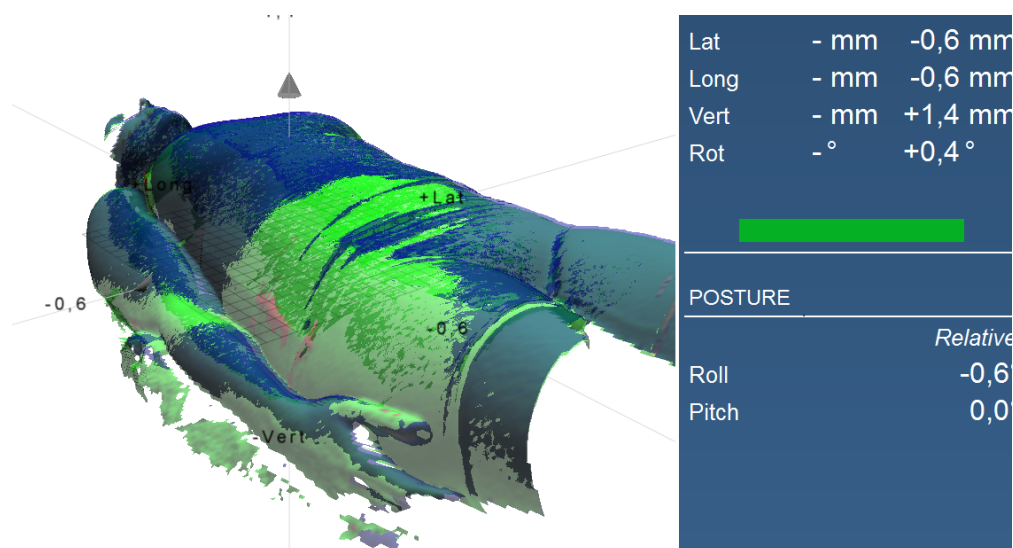 +Long
+Lat
-0,6
-0,6
-Vert
Lat - mm -0,6 mm
Long - mm -0,6 mm
Vert - mm +1,4 mm
Rot -° +0,4°
POSTURE
Relative
Roll -0,6°
Pitch 0,0°